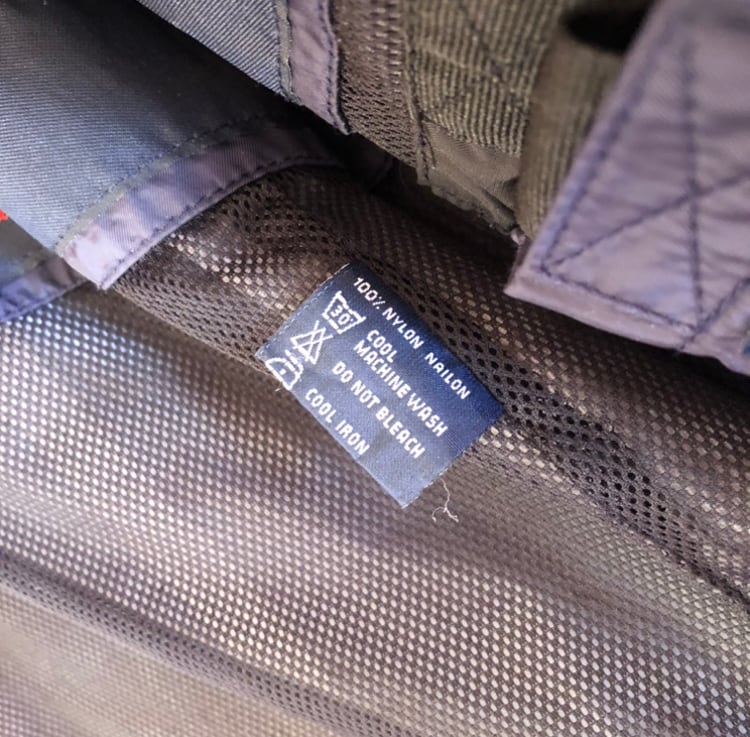 100% NYLON NAILON
30°
COOL
MACHINE WASH
DO NOT BLEACH
COOL IRON